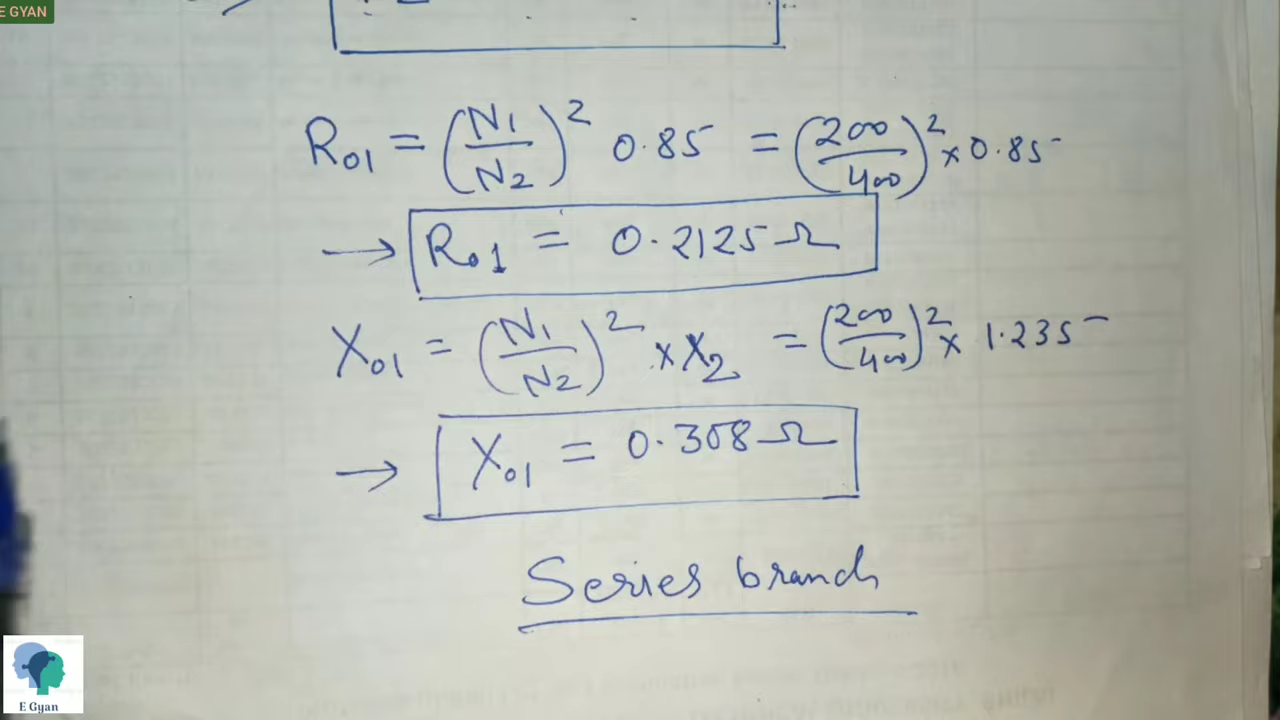 E GYAN
R01 = (N1/N2)^2 0.85 = (200/400)^2 × 0.85
→ R01 = 0.2125 Ω
X01 = (N1/N2)^2 × X2 = (200/400)^2 × 1.235
→ X01 = 0.308 Ω
Series branch
E Gyan